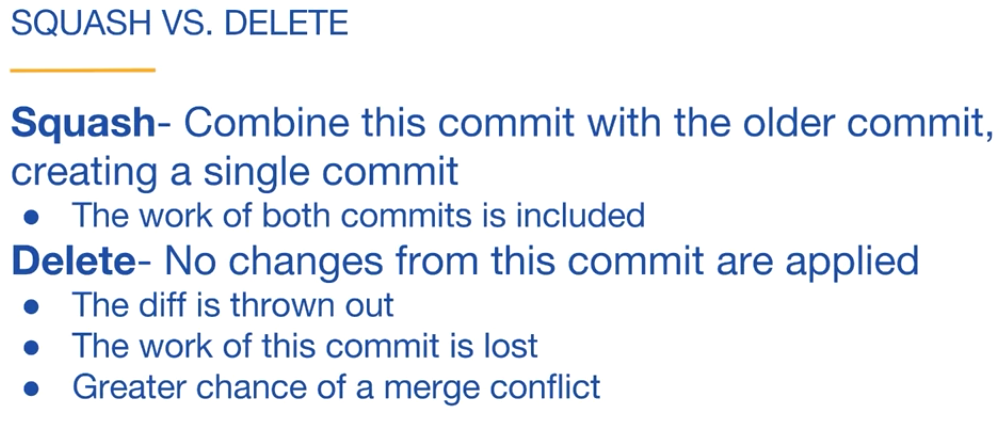 SQUASH VS. DELETE
Squash- Combine this commit with the older commit,
creating a single commit
● The work of both commits is included
Delete- No changes from this commit are applied
● The diff is thrown out
● The work of this commit is lost
● Greater chance of a merge conflict